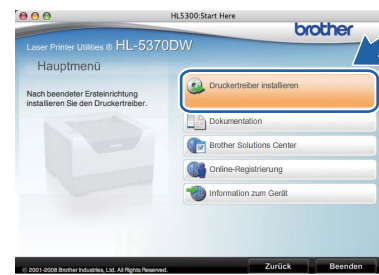 HL5300:Start Here
brother
Laser Printer Utilities ® HL-5370DW
Hauptmenü
Nach beendeter Ersteinrichtung
installieren Sie den Druckertreiber.
Druckertreiber installieren
Dokumentation
Brother Solutions Center
Online-Registrierung
Information zum Gerät
© 2001-2008 Brother Industries, Ltd. All Rights Reserved.
Zurück
Beenden